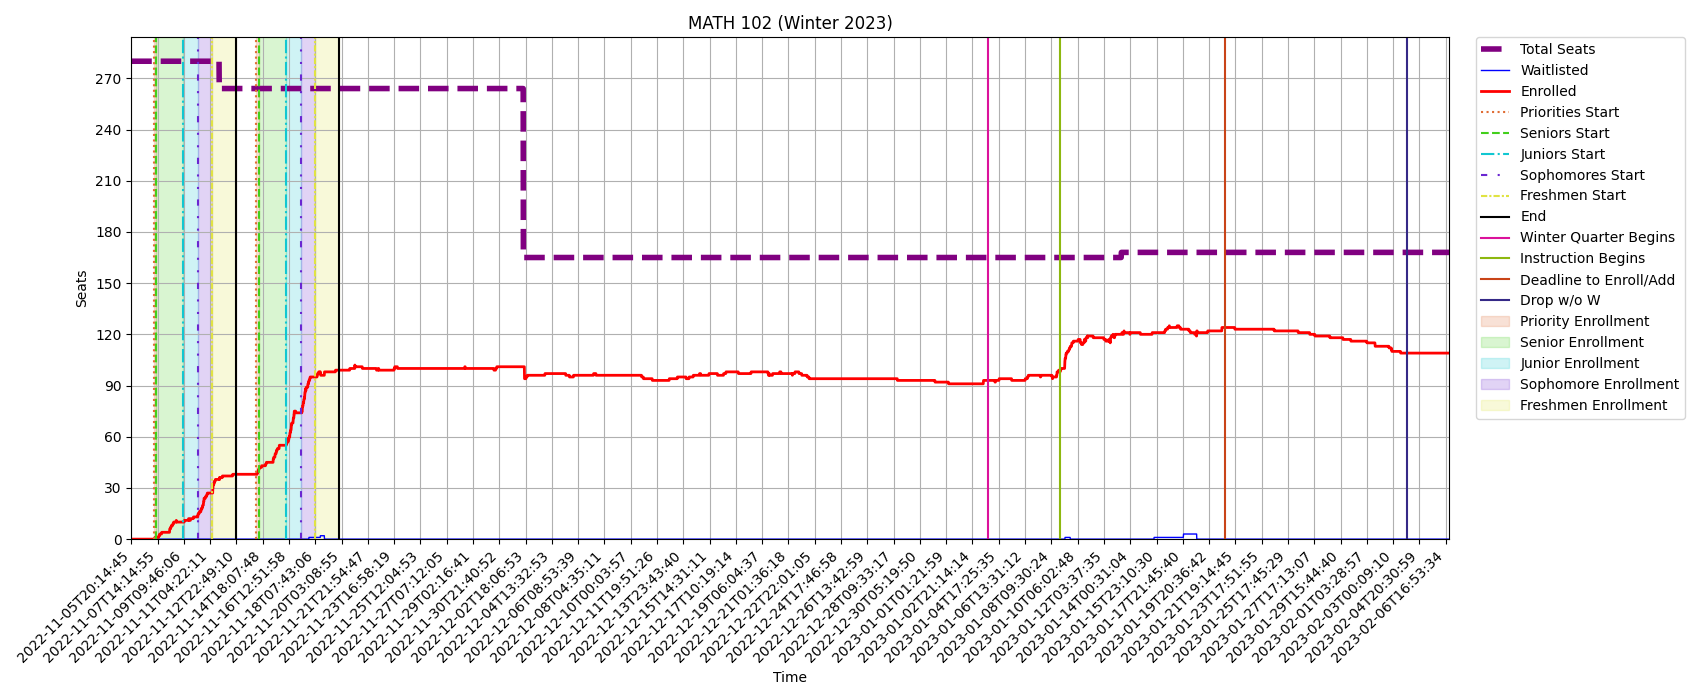 MATH 102 (Winter 2023)
Seats
270
240
210
180
150
120
90
60
30
0
2022-11-05T20:14:45
2022-11-07T14:14:55
2022-11-09T09:46:06
2022-11-11T04:22:11
2022-11-12T22:49:10
2022-11-14T18:07:48
2022-11-16T12:51:58
2022-11-18T07:43:06
2022-11-20T03:08:55
2022-11-21T21:54:47
2022-11-23T16:58:19
2022-11-25T12:04:53
2022-11-27T07:12:05
2022-11-29T02:16:41
2022-11-30T21:40:52
2022-12-02T18:06:53
2022-12-04T13:32:53
2022-12-06T08:53:39
2022-12-08T04:35:11
2022-12-10T00:03:57
2022-12-11T19:51:26
2022-12-13T23:43:40
2022-12-15T14:31:11
2022-12-17T10:19:14
2022-12-19T06:04:37
2022-12-21T01:36:18
2022-12-22T22:01:05
2022-12-24T17:46:58
2022-12-26T13:42:59
2022-12-28T09:33:17
2022-12-30T05:19:50
2023-01-01T01:21:59
2023-01-02T21:14:14
2023-01-04T17:25:35
2023-01-06T13:31:12
2023-01-08T09:30:24
2023-01-10T06:02:48
2023-01-12T03:37:35
2023-01-14T00:31:04
2023-01-15T23:10:30
2023-01-17T21:45:40
2023-01-19T20:36:42
2023-01-21T19:14:45
2023-01-23T17:51:55
2023-01-25T17:45:29
2023-01-27T17:13:07
2023-01-29T15:44:40
2023-02-01T03:28:57
2023-02-03T00:09:10
2023-02-04T20:30:59
2023-02-06T16:53:34
Time
Total Seats
Waitlisted
Enrolled
Priorities Start
Seniors Start
Juniors Start
Sophomores Start
Freshmen Start
End
Winter Quarter Begins
Instruction Begins
Deadline to Enroll/Add
Drop w/o W
Priority Enrollment
Senior Enrollment
Junior Enrollment
Sophomore Enrollment
Freshmen Enrollment